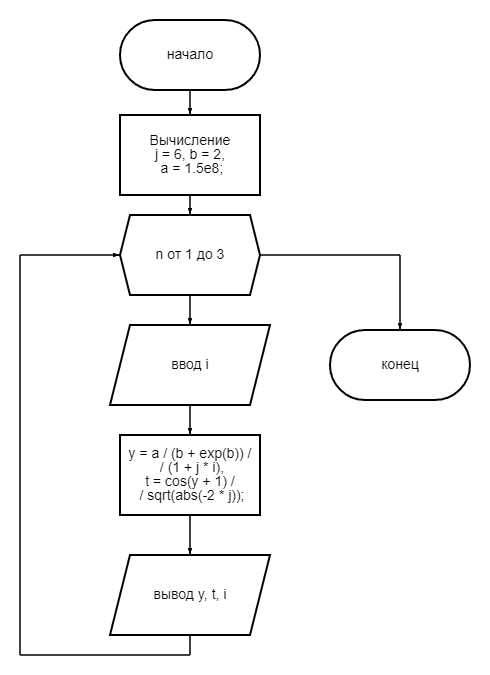 начало
Вычисление
j = 6, b = 2,
a = 1.5e8;
n от 1 до 3
ввод i
конец
y = a / (b + exp(b)) /
/ (1 + j * i),
t = cos(y + 1) /
/ sqrt(abs(-2 * j));
вывод y, t, i